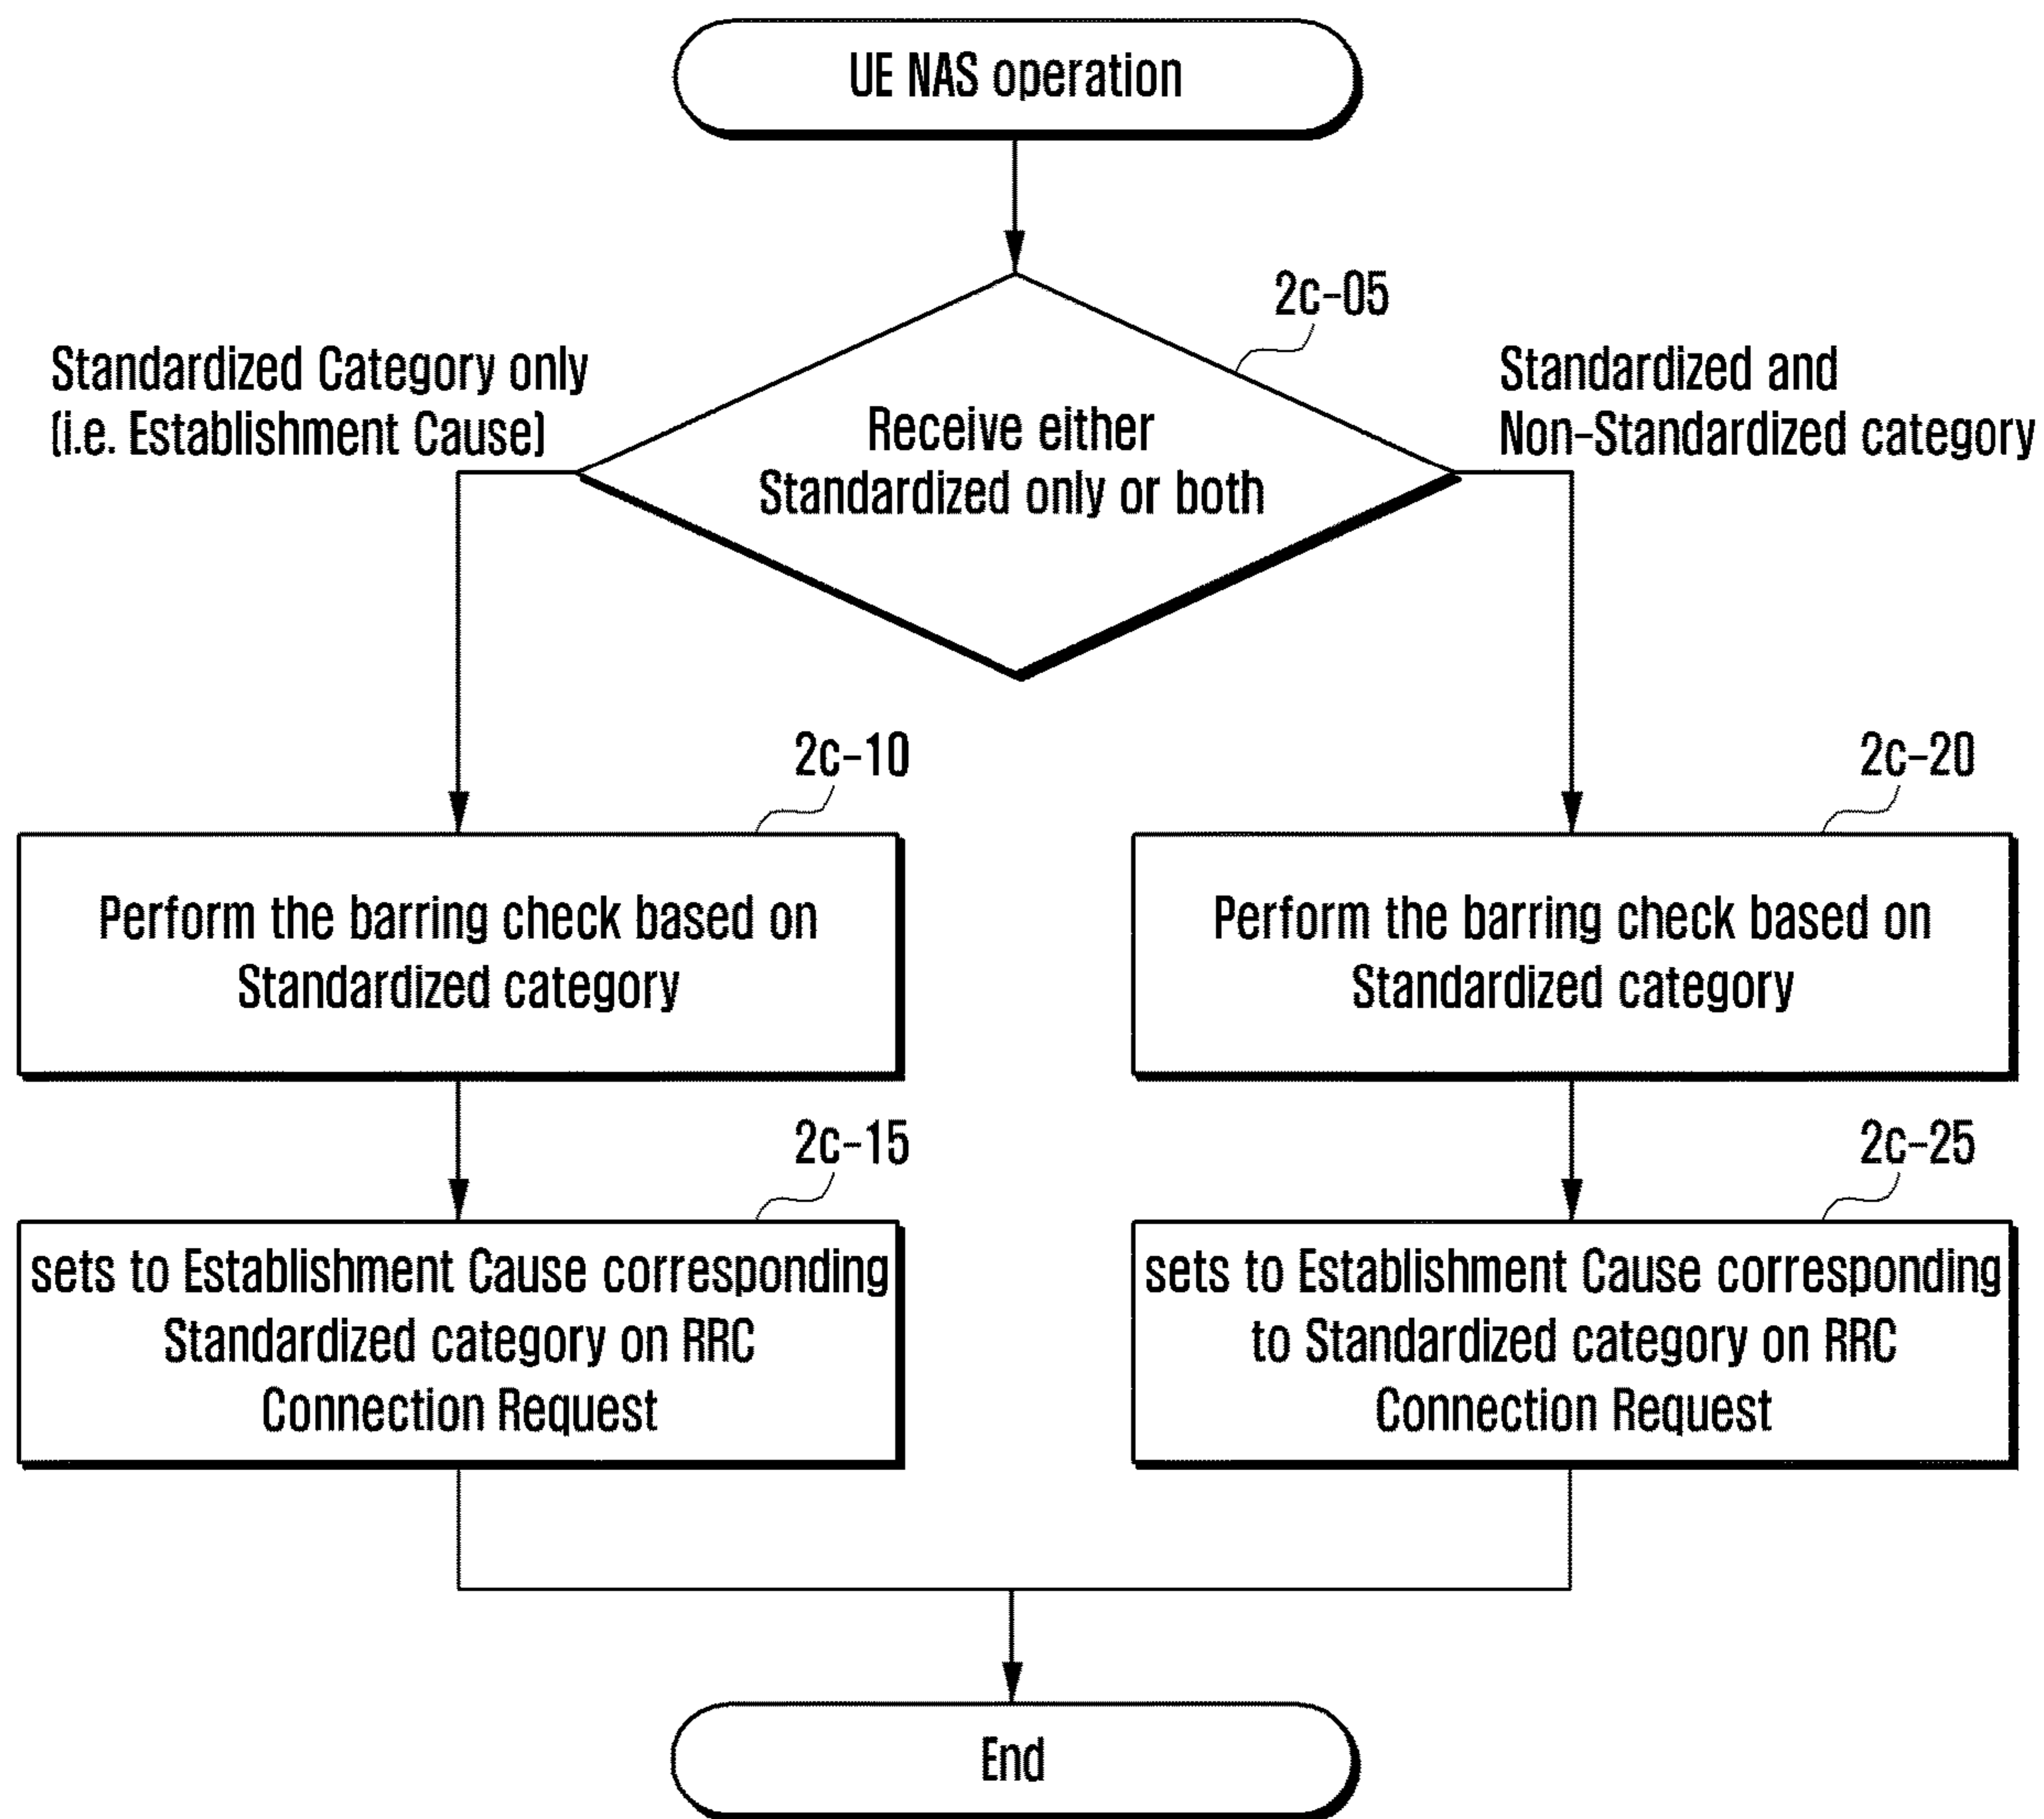 UE NAS operation
2c-05
Standardized Category only
(i.e. Establishment Cause)
Standardized and
Non-Standardized category
Receive either
Standardized only or both
2c-10
2c-20
Perform the barring check based on
Standardized category
Perform the barring check based on
Standardized category
2c-15
2c-25
sets to Establishment Cause corresponding
Standardized category on RRC
Connection Request
sets to Establishment Cause corresponding
to Standardized category on RRC
Connection Request
End